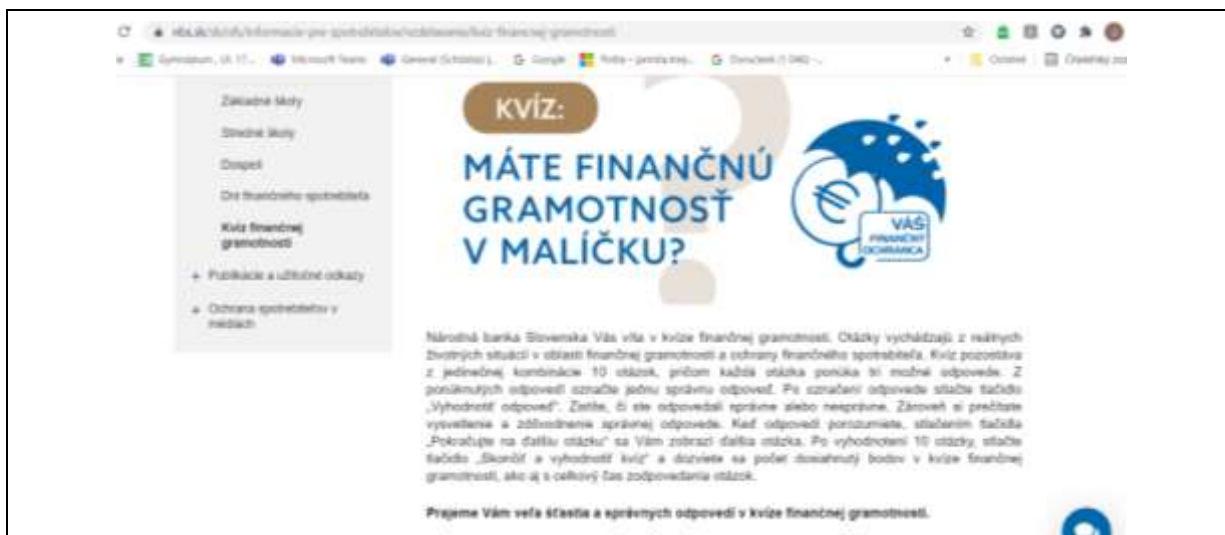 Základné školy
Stredné školy
Dospelí
Dni finančného spotrebiteľa
Kvíz finančnej
gramotnosti
+ Publikácie a užitočné odkazy
+ Ochrana spotrebiteľov v
médiách
KVÍZ:
MÁTE FINANČNÚ
GRAMOTNOSŤ
V MALÍČKU?
VÁŠ
FINANČNÝ
OCHRANCA
Národná banka Slovenska Vás víta v kvíze finančnej gramotnosti. Otázky vychádzajú z reálnych
životných situácií v oblasti finančnej gramotnosti a ochrany finančného spotrebiteľa. Kvíz pozostáva
z jedinečnej kombinácie 10 otázok, pričom každá otázka ponúka tri možné odpovede. Z
ponúknutých odpovedí označte jednu správnu odpoveď. Po označení odpovede stlačte tlačidlo
„Vyhodnotiť odpoveď“. Zistíte, či ste odpovedali správne alebo nesprávne. Zároveň si prečítate
vysvetlenie a zdôvodnenie správnej odpovede. Keď odpovedi porozumiete, stlačením tlačidla
„Pokračujte na ďalšiu otázku“ sa Vám zobrazí ďalšia otázka. Po vyhodnotení 10 otázky, stlačte
tlačidlo „Skončiť a vyhodnotiť kvíz“ a dozviete sa počet dosiahnutý bodov v kvíze finančnej
gramotnosti, ako aj s celkový čas zodpovedania otázok.
Prajeme Vám veľa šťastia a správnych odpovedí v kvíze finančnej gramotnosti.